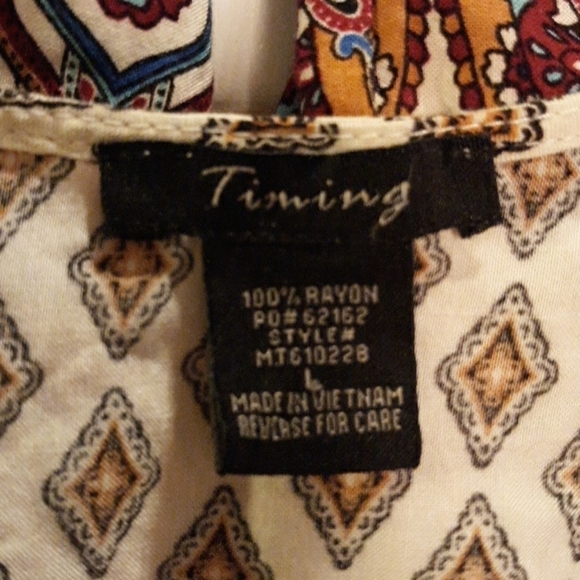 Timing
100% RAYON
PO# 62162
STYLE#
MT610228
L
MADE IN VIETNAM
REVERSE FOR CARE